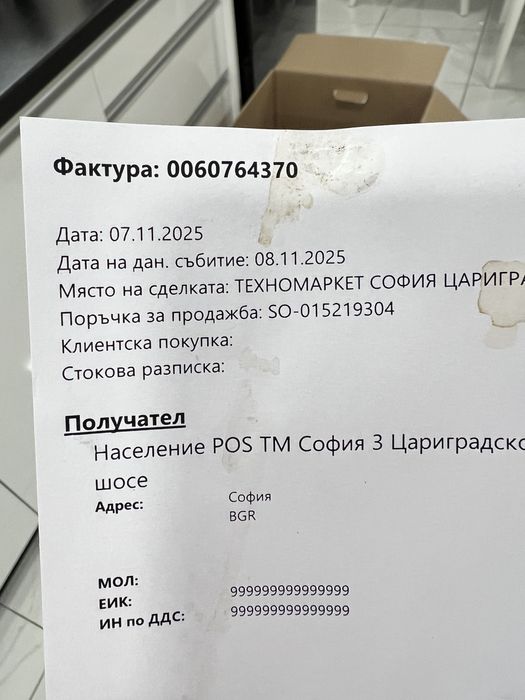 Фактура: 0060764370
Дата: 07.11.2025
Дата на дан. събитие: 08.11.2025
Място на сделката: ТЕХНОМАРКЕТ СОФИЯ ЦАРИГРА
Поръчка за продажба: SO-015219304
Клиентска покупка:
Стокова разписка:
Получател
Население POS ТМ София 3 Цариградско
шосе
Адрес: София
BGR
МОЛ:
ЕИК: 999999999999999
ИН по ДДС: 999999999999999